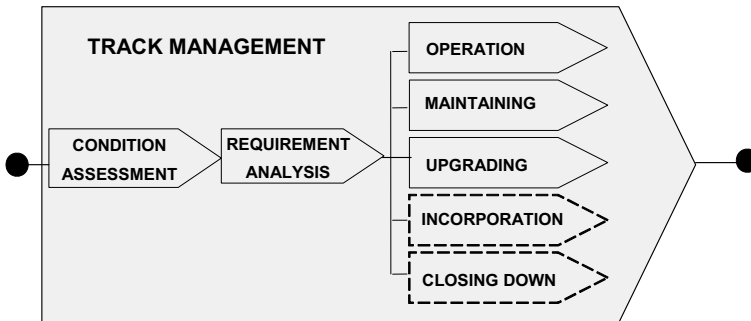 TRACK MANAGEMENT
CONDITION
ASSESSMENT
REQUIREMENT
ANALYSIS
OPERATION
MAINTAINING
UPGRADING
INCORPORATION
CLOSING DOWN